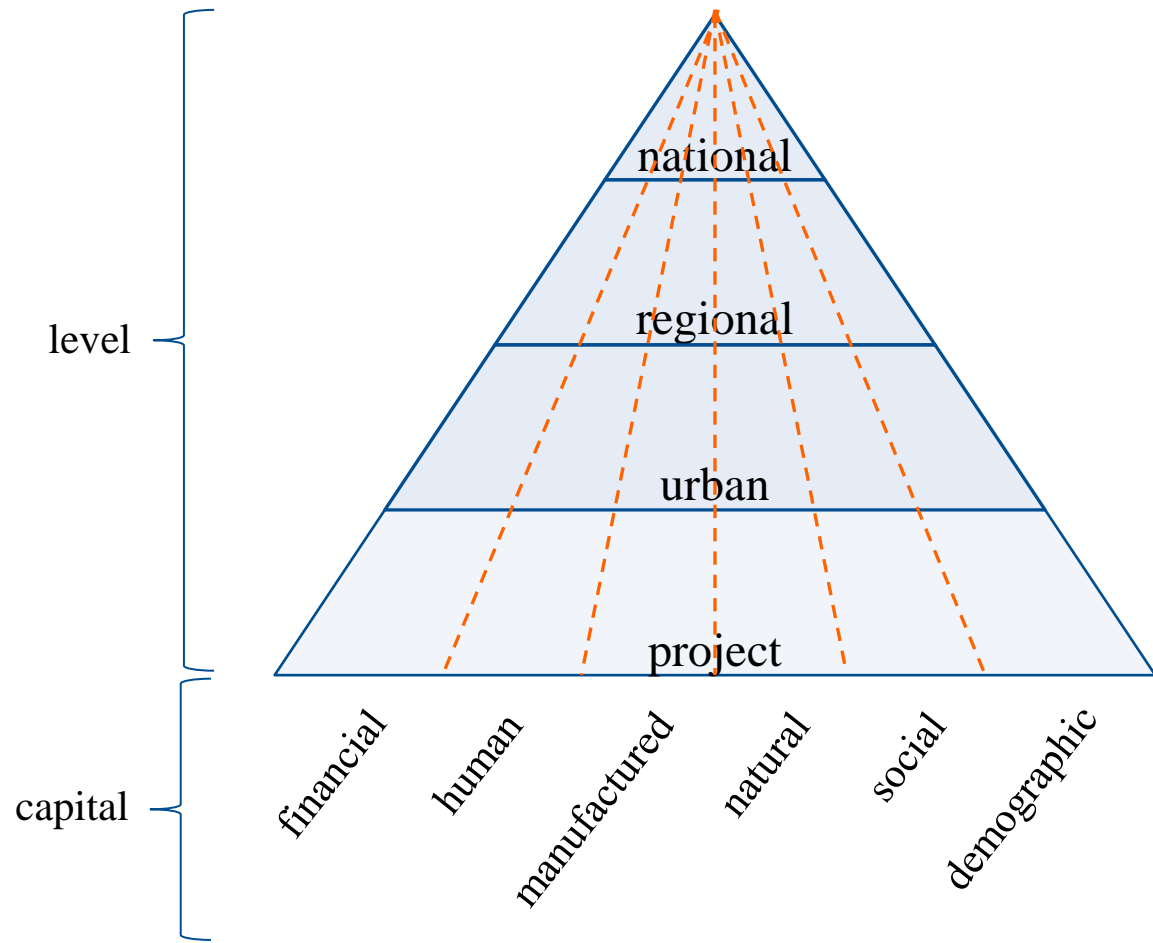 national
regional
level
urban
project
financial
human
manufactured
natural
social
demographic
capital